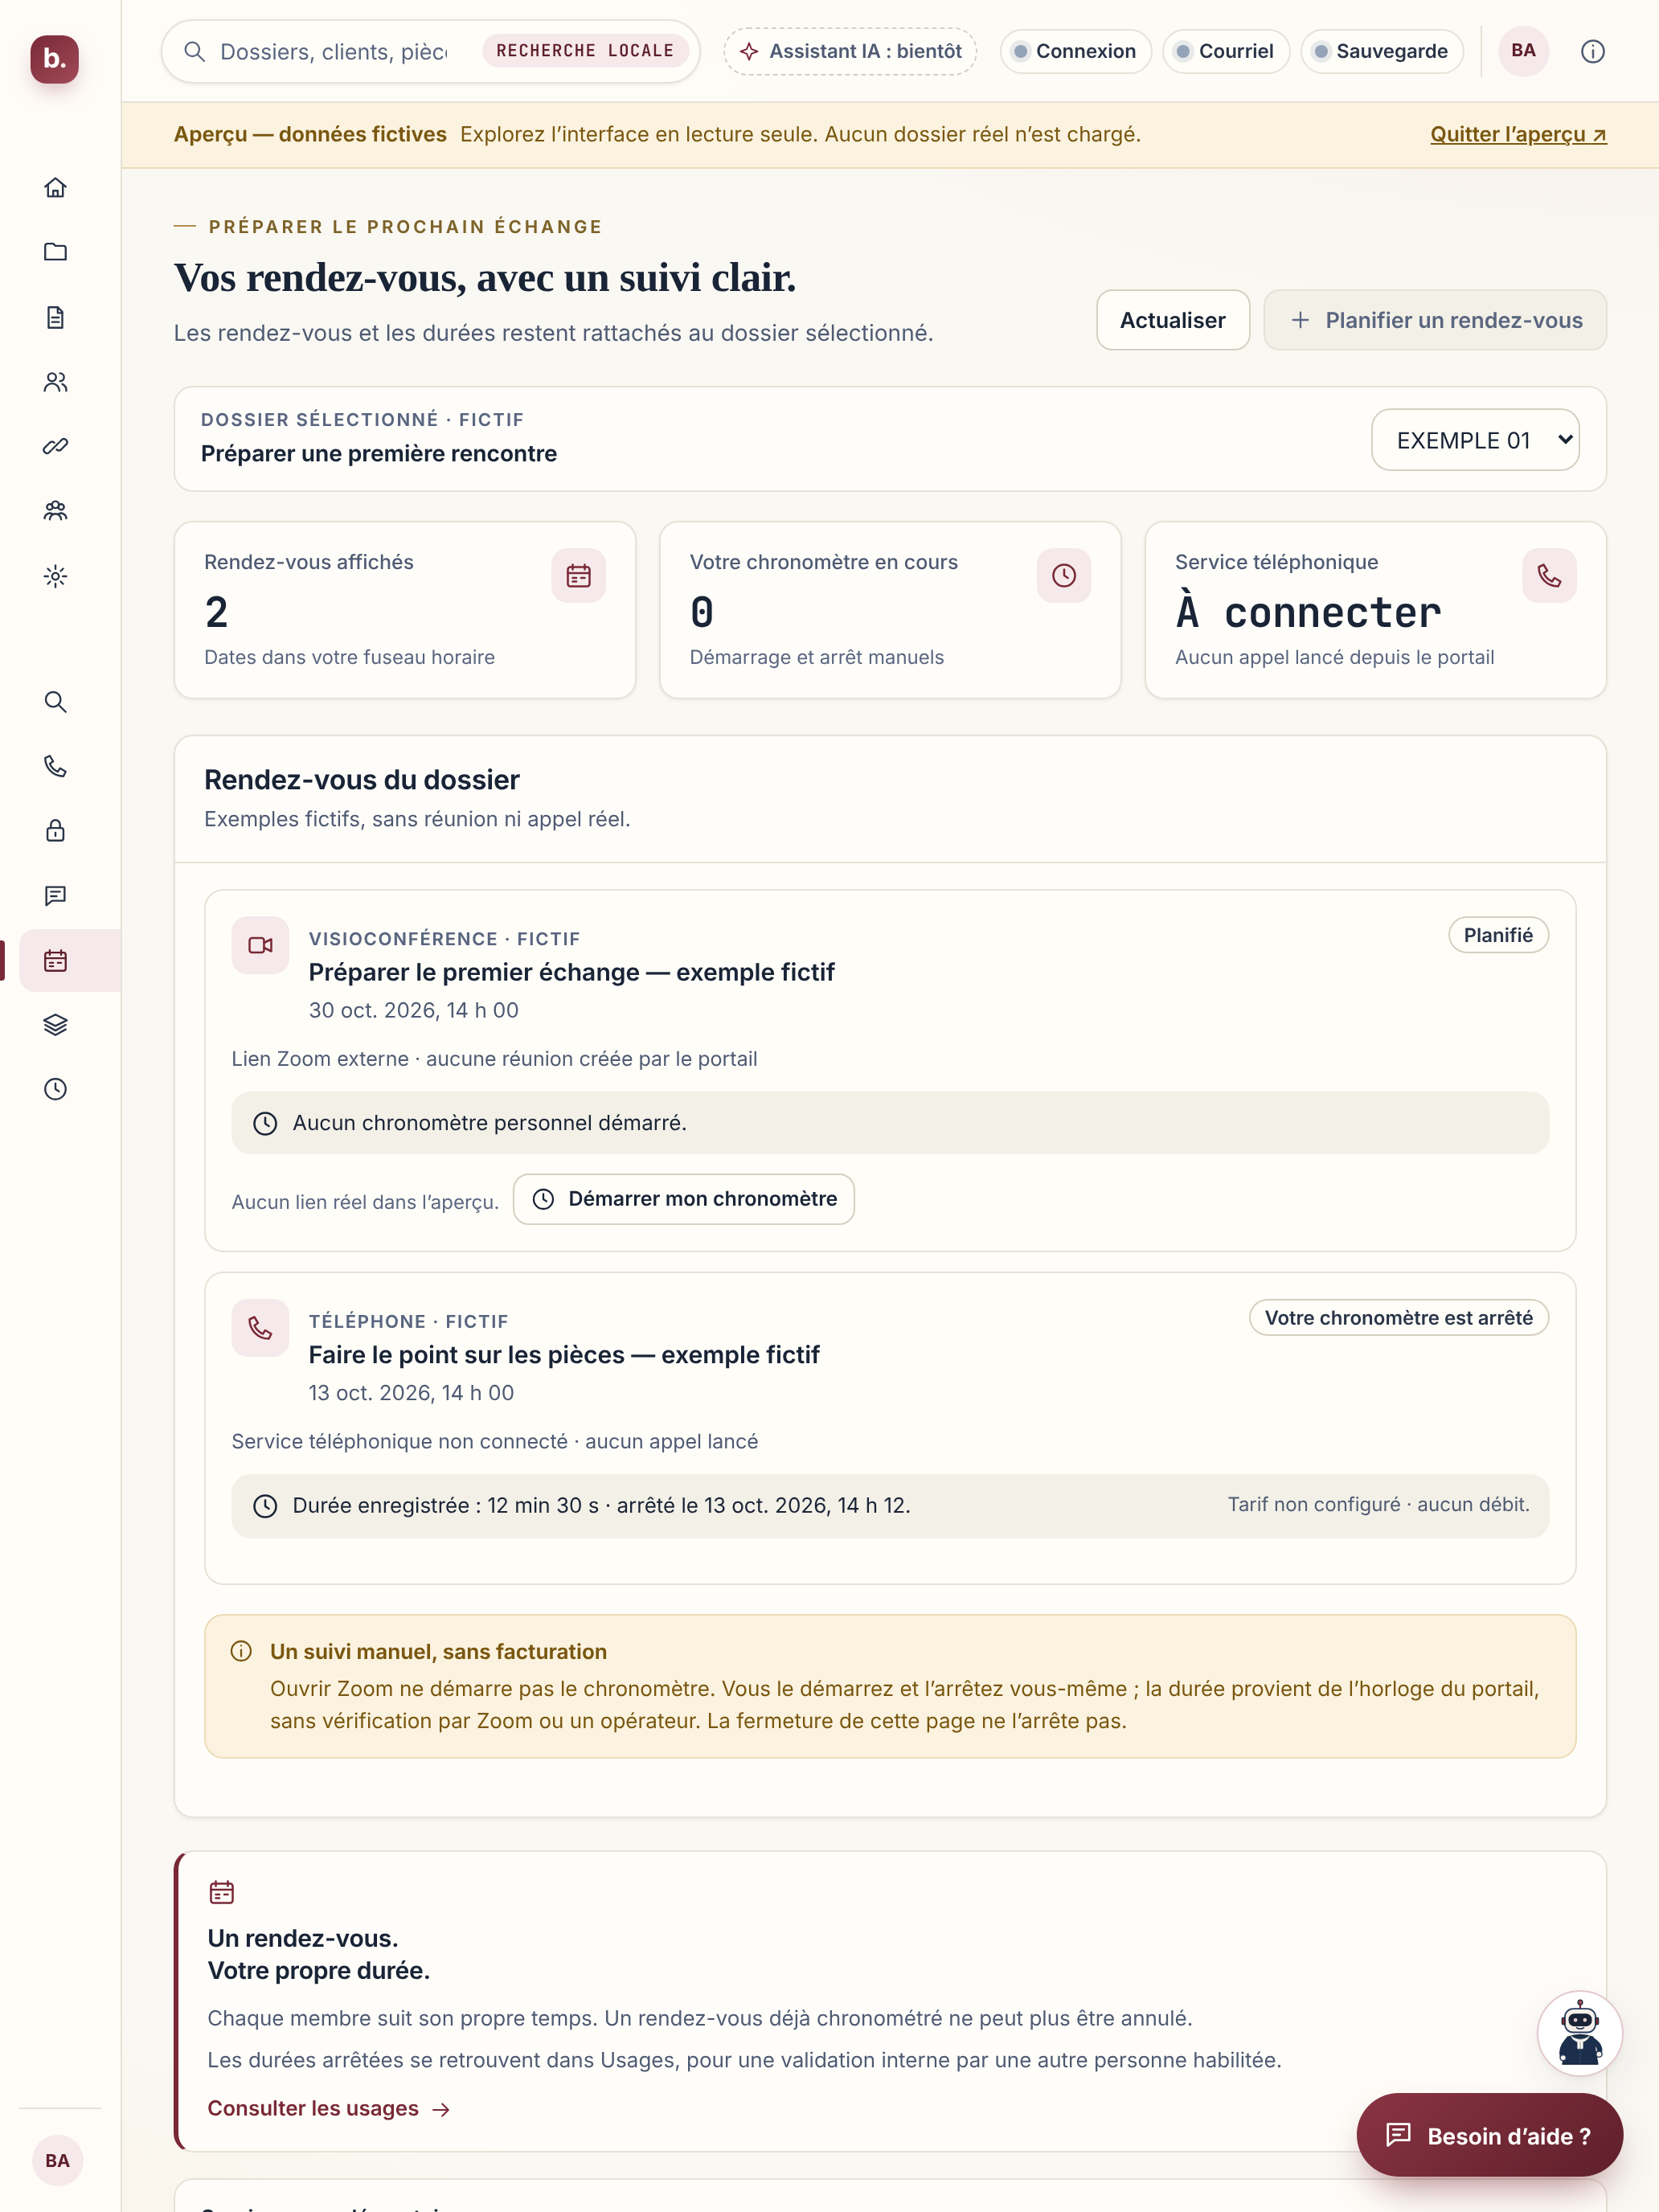 b.
Dossiers, clients, pièc
RECHERCHE LOCALE
Assistant IA : bientôt
Connexion
Courriel
Sauvegarde
BA
Aperçu — données fictives Explorez l’interface en lecture seule. Aucun dossier réel n’est chargé.
Quitter l’aperçu ↗
PRÉPARER LE PROCHAIN ÉCHANGE
Vos rendez-vous, avec un suivi clair.
Les rendez-vous et les durées restent rattachés au dossier sélectionné.
Actualiser
Planifier un rendez-vous
DOSSIER SÉLECTIONNÉ · FICTIF
Préparer une première rencontre
EXEMPLE 01
Rendez-vous affichés
2
Dates dans votre fuseau horaire
Votre chronomètre en cours
0
Démarrage et arrêt manuels
Service téléphonique
À connecter
Aucun appel lancé depuis le portail
Rendez-vous du dossier
Exemples fictifs, sans réunion ni appel réel.
VISIOCONFÉRENCE · FICTIF
Planifié
Préparer le premier échange — exemple fictif
30 oct. 2026, 14 h 00
Lien Zoom externe · aucune réunion créée par le portail
Aucun chronomètre personnel démarré.
Aucun lien réel dans l’aperçu.
Démarrer mon chronomètre
TÉLÉPHONE · FICTIF
Votre chronomètre est arrêté
Faire le point sur les pièces — exemple fictif
13 oct. 2026, 14 h 00
Service téléphonique non connecté · aucun appel lancé
Durée enregistrée : 12 min 30 s · arrêté le 13 oct. 2026, 14 h 12.
Tarif non configuré · aucun débit.
Un suivi manuel, sans facturation
Ouvrir Zoom ne démarre pas le chronomètre. Vous le démarrez et l’arrêtez vous-même ; la durée provient de l’horloge du portail,
sans vérification par Zoom ou un opérateur. La fermeture de cette page ne l’arrête pas.
Un rendez-vous.
Votre propre durée.
Chaque membre suit son propre temps. Un rendez-vous déjà chronométré ne peut plus être annulé.
Les durées arrêtées se retrouvent dans Usages, pour une validation interne par une autre personne habilitée.
Consulter les usages →
Besoin d’aide ?
BA